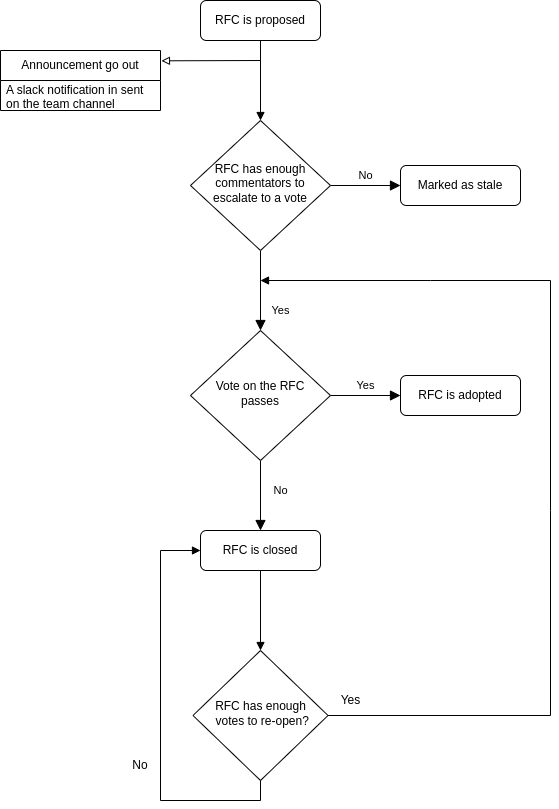 RFC is proposed
Announcement go out
A slack notification in sent
on the team channel
RFC has enough
commentators to
escalate to a vote
No
Marked as stale
Yes
Vote on the RFC
passes
Yes
RFC is adopted
No
RFC is closed
RFC has enough
votes to re-open?
Yes
No